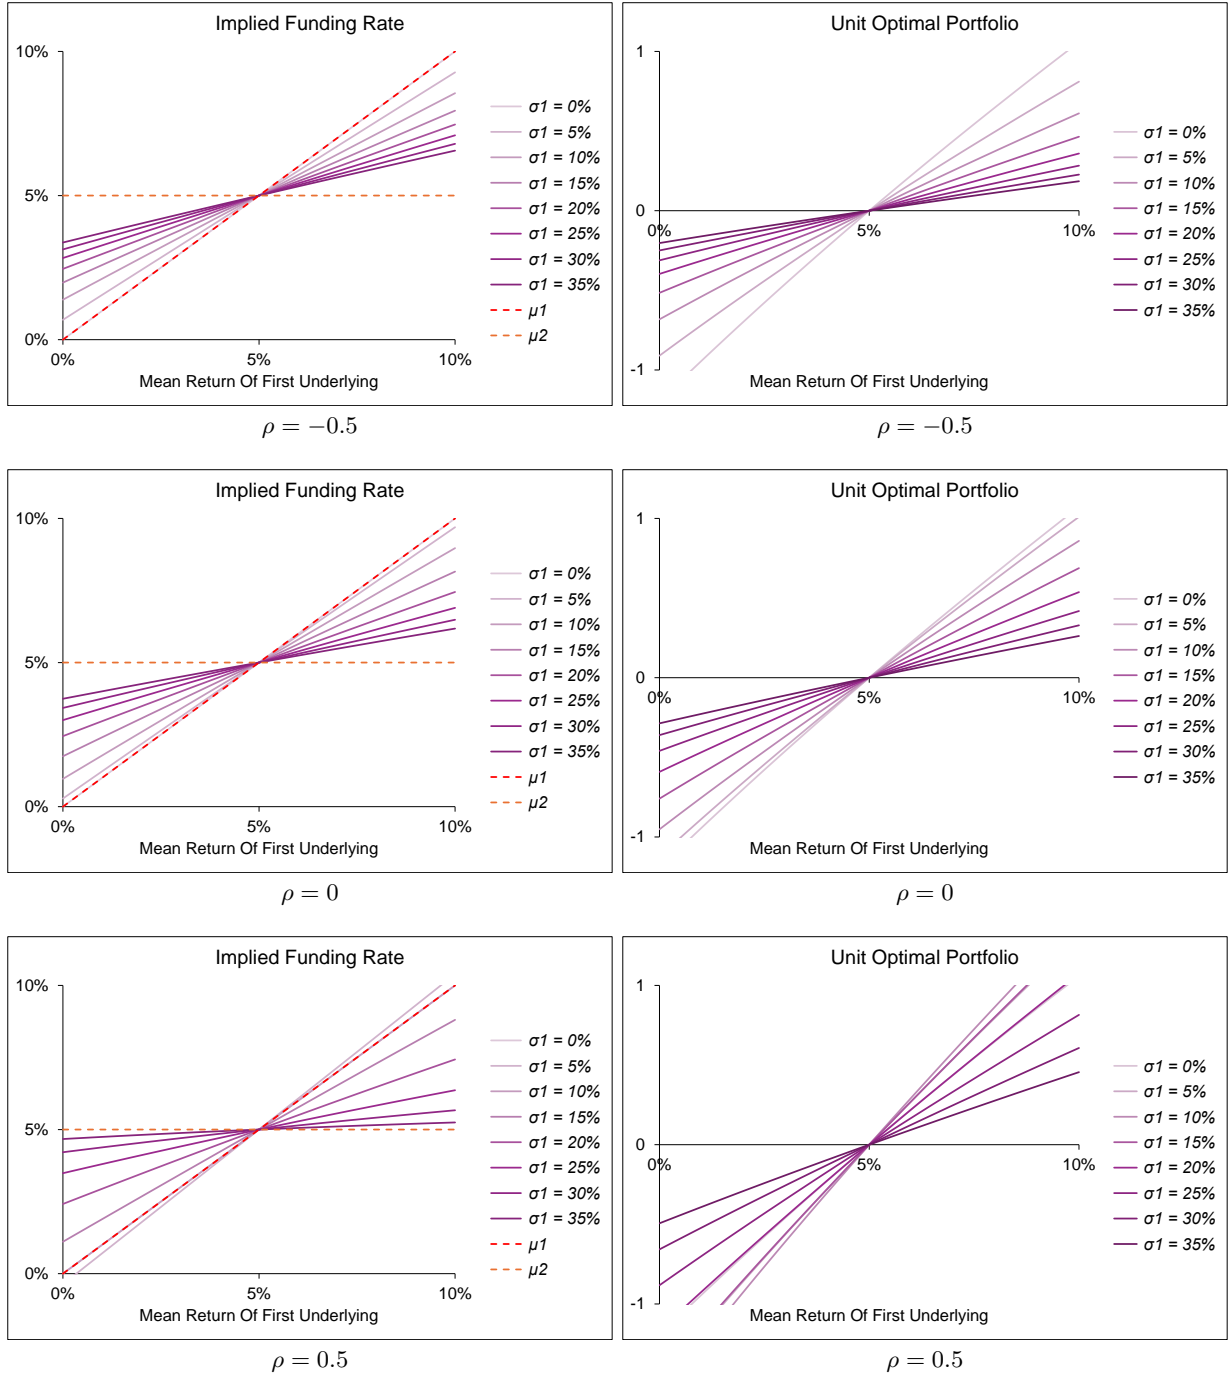 Implied Funding Rate
10%
5%
0%
0%
5%
10%
Mean Return Of First Underlying
σ1 = 0%
σ1 = 5%
σ1 = 10%
σ1 = 15%
σ1 = 20%
σ1 = 25%
σ1 = 30%
σ1 = 35%
μ1
μ2
ρ = −0.5
Unit Optimal Portfolio
1
0
-1
0%
5%
10%
Mean Return Of First Underlying
σ1 = 0%
σ1 = 5%
σ1 = 10%
σ1 = 15%
σ1 = 20%
σ1 = 25%
σ1 = 30%
σ1 = 35%
ρ = −0.5
Implied Funding Rate
10%
5%
0%
0%
5%
10%
Mean Return Of First Underlying
σ1 = 0%
σ1 = 5%
σ1 = 10%
σ1 = 15%
σ1 = 20%
σ1 = 25%
σ1 = 30%
σ1 = 35%
μ1
μ2
ρ = 0
Unit Optimal Portfolio
1
0
-1
0%
5%
10%
Mean Return Of First Underlying
σ1 = 0%
σ1 = 5%
σ1 = 10%
σ1 = 15%
σ1 = 20%
σ1 = 25%
σ1 = 30%
σ1 = 35%
ρ = 0
Implied Funding Rate
10%
5%
0%
0%
5%
10%
Mean Return Of First Underlying
σ1 = 0%
σ1 = 5%
σ1 = 10%
σ1 = 15%
σ1 = 20%
σ1 = 25%
σ1 = 30%
σ1 = 35%
μ1
μ2
ρ = 0.5
Unit Optimal Portfolio
1
0
-1
0%
5%
10%
Mean Return Of First Underlying
σ1 = 0%
σ1 = 5%
σ1 = 10%
σ1 = 15%
σ1 = 20%
σ1 = 25%
σ1 = 30%
σ1 = 35%
ρ = 0.5